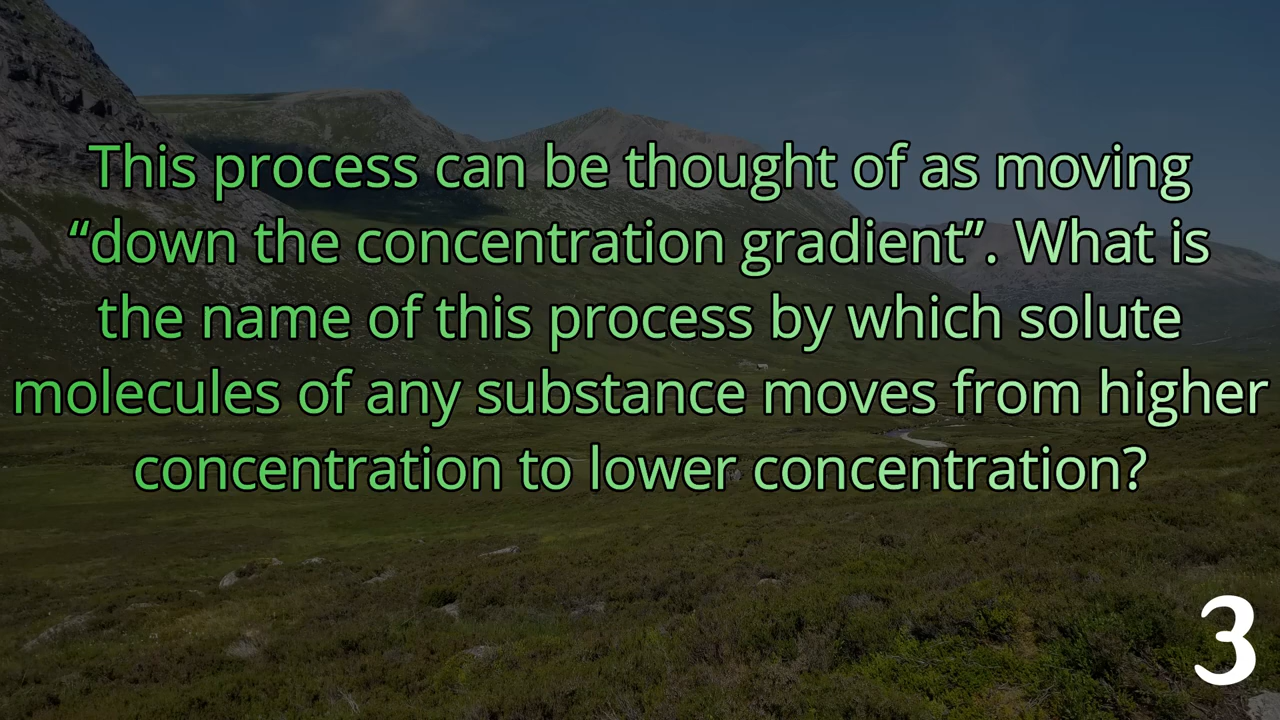 This process can be thought of as moving
“down the concentration gradient”. What is
the name of this process by which solute
molecules of any substance moves from higher
concentration to lower concentration?
3